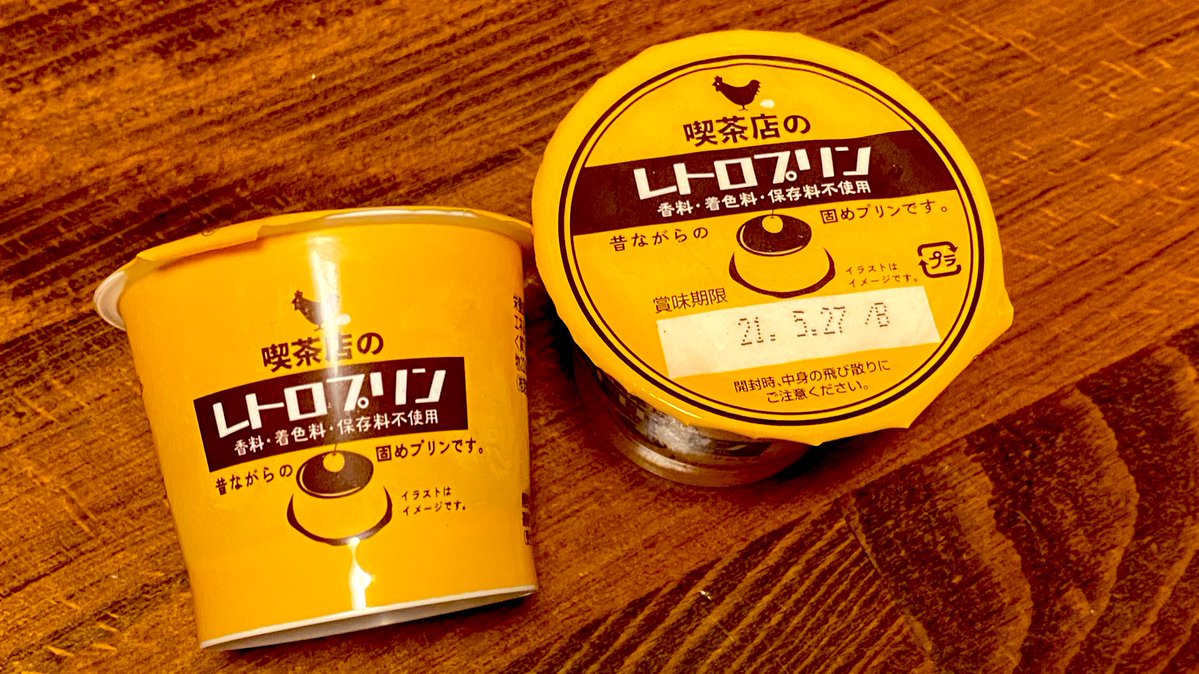 喫茶店の
レトロプリン
香料・着色料・保存料不使用
昔ながらの
固めプリンです。
イラストは
イメージです。
喫茶店の
レトロプリン
香料・着色料・保存料不使用
昔ながらの
固めプリンです。
イラストは
イメージです。
プラ
賞味期限
21. 5.27 /B
開封時、中身の飛び散りに
ご注意ください。